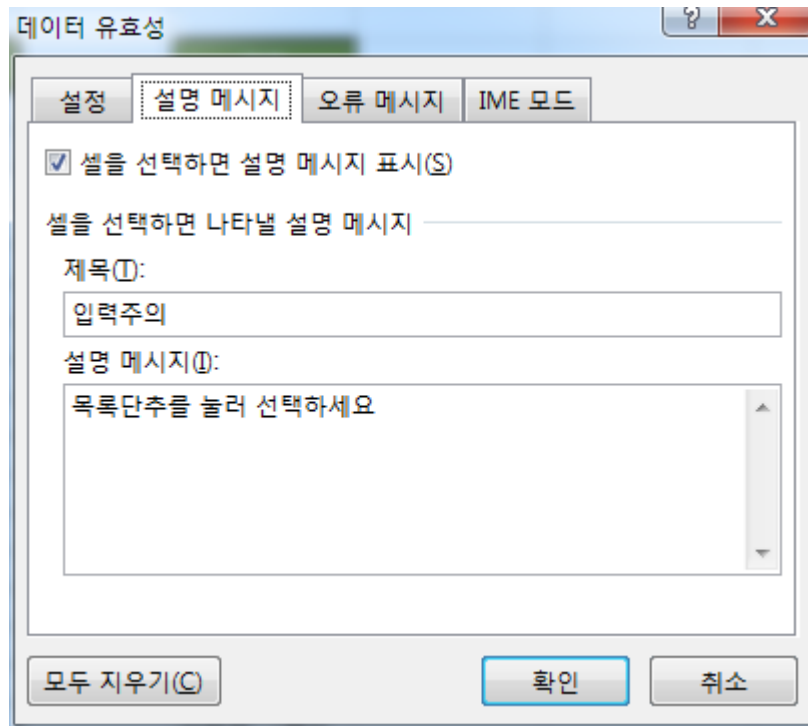 데이터 유효성
설정 설명 메시지 오류 메시지 IME 모드
셀을 선택하면 설명 메시지 표시(S)
셀을 선택하면 나타낼 설명 메시지
제목(T):
입력주의
설명 메시지(I):
목록단추를 눌러 선택하세요
모두 지우기(C) 확인 취소